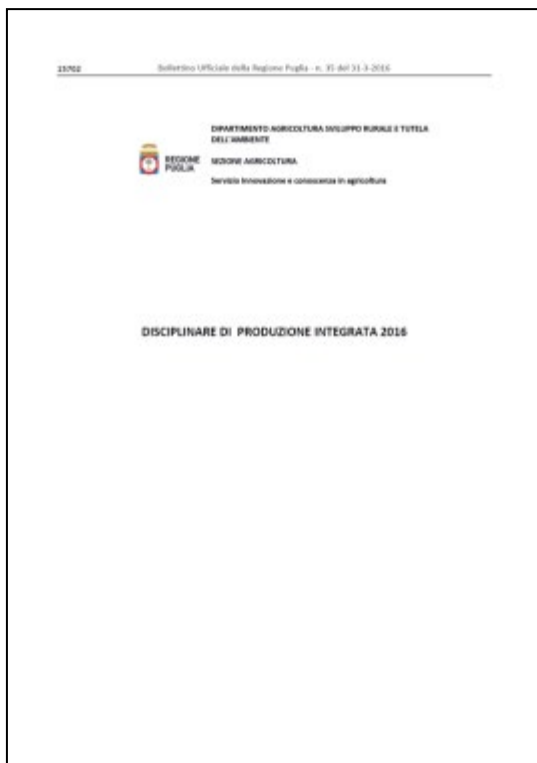 15702 Bollettino Ufficiale della Regione Puglia - n. 35 del 31-3-2016
DIPARTIMENTO AGRICOLTURA SVILUPPO RURALE E TUTELA
DELL'AMBIENTE
REGIONE
PUGLIA
SEZIONE AGRICOLTURA
Servizio Innovazione e conoscenza in agricoltura
DISCIPLINARE DI PRODUZIONE INTEGRATA 2016